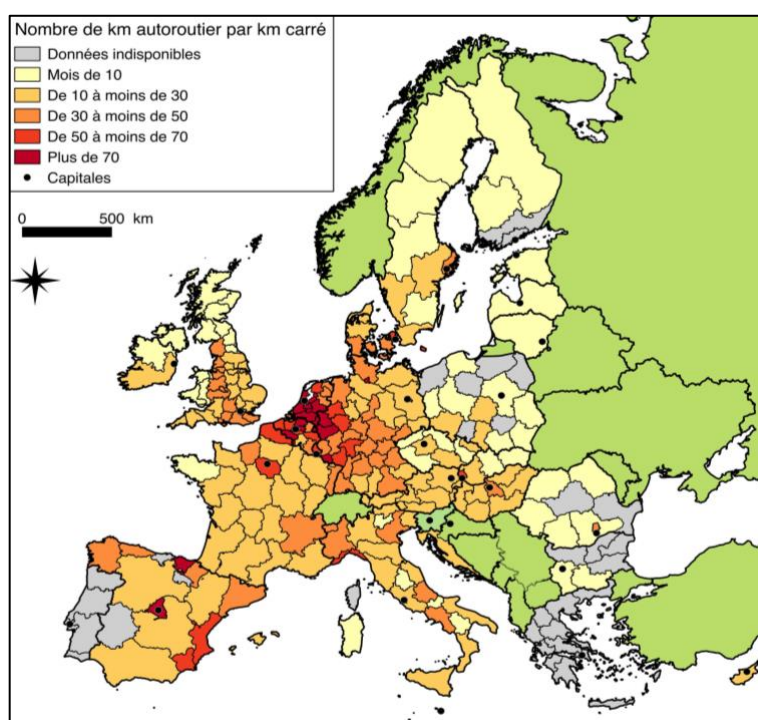 Nombre de km autoroutier par km carré
Données indisponibles
Mois de 10
De 10 à moins de 30
De 30 à moins de 50
De 50 à moins de 70
Plus de 70
Capitales
0 500 km